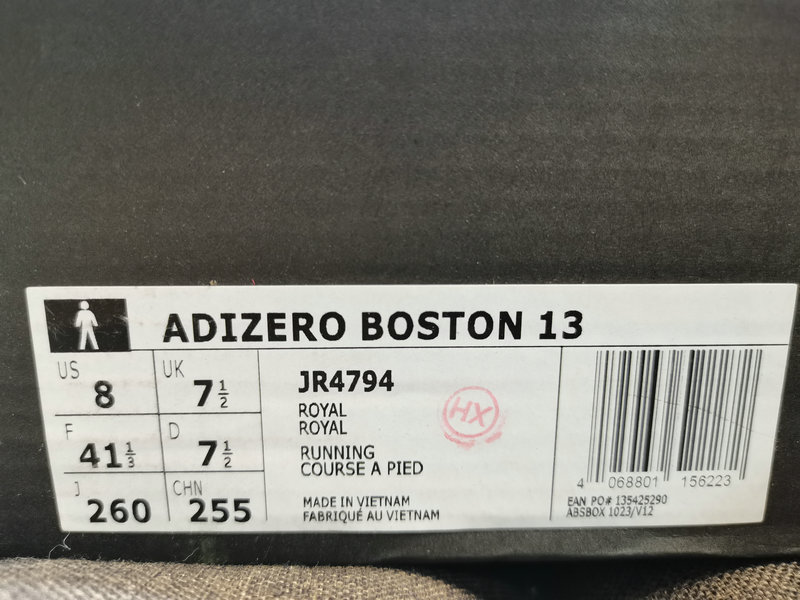 ADIZERO BOSTON 13
US 8
UK 7 1/2
F 41 1/3
D 7 1/2
J 260
CHN 255
JR4794
ROYAL
ROYAL
RUNNING
COURSE A PIED
MADE IN VIETNAM
FABRIQUÉ AU VIETNAM
HX
4 068801 156223
EAN PO# 135425290
ABSBOX 1023/V12